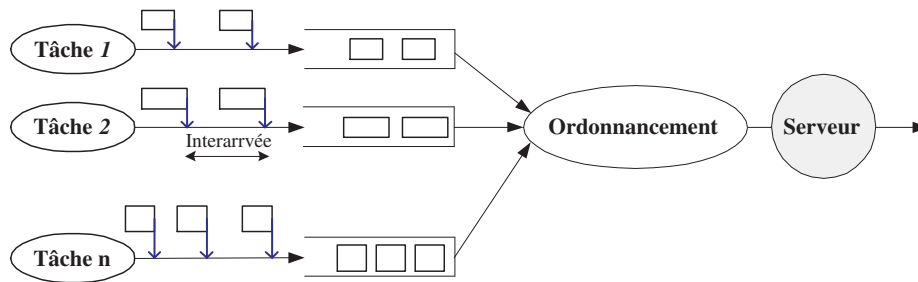 Tâche 1
Tâche 2
Interarrvée
Ordonnancement
Serveur
Tâche n